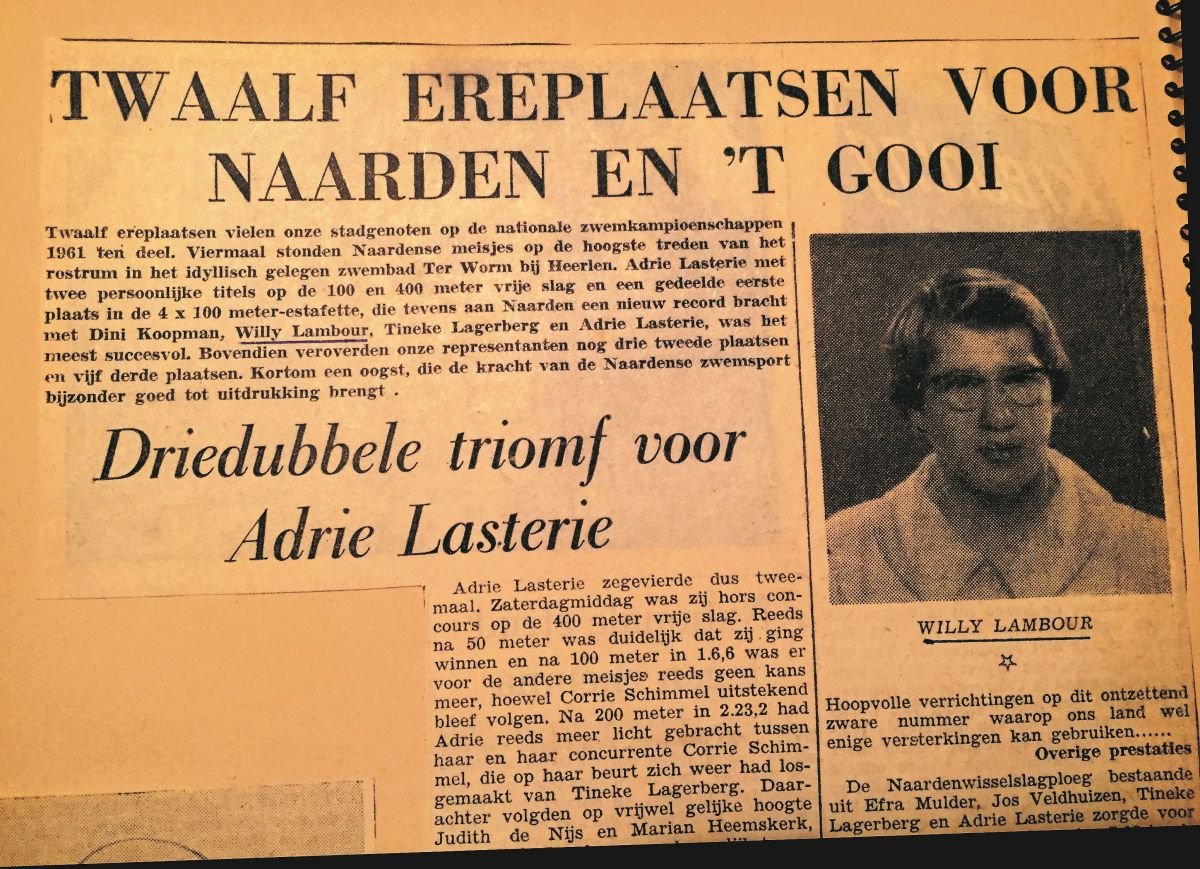 TWAALF EREPLAATSEN VOOR
NAARDEN EN 'T GOOI
Twaalf ereplaatsen vielen onze stadgenoten op de nationale zwemkampioenschappen
1961 ten deel. Viermaal stonden Naardense meisjes op de hoogste treden van het
rostrum in het idyllisch gelegen zwembad Ter Worm bij Heerlen. Adrie Lasterie met
twee persoonlijke titels op de 100 en 400 meter vrije slag en een gedeelde eerste
plaats in de 4 x 100 meter-estafette, die tevens aan Naarden een nieuw record bracht
met Dini Koopman, Willy Lambour, Tineke Lagerberg en Adrie Lasterie, was het
meest succesvol. Bovendien veroverden onze representanten nog drie tweede plaatsen
en vijf derde plaatsen. Kortom een oogst, die de kracht van de Naardense zwemsport
bijzonder goed tot uitdrukking brengt .
Driedubbele triomf voor
Adrie Lasterie
Adrie Lasterie zegevierde dus twee-
maal. Zaterdagmiddag was zij hors con-
cours op de 400 meter vrije slag. Reeds
na 50 meter was duidelijk dat zij ging
winnen en na 100 meter in 1.6,6 was er
voor de andere meisjes reeds geen kans
meer, hoewel Corrie Schimmel uitstekend
bleef volgen. Na 200 meter in 2.23,2 had
Adrie reeds meer licht gebracht tussen
haar en haar concurrente Corrie Schim-
mel, die op haar beurt zich weer had los-
gemaakt van Tineke Lagerberg. Daar-
achter volgden op vrijwel gelijke hoogte
Judith de Nijs en Marian Heemskerk,
WILLY LAMBOUR
Hoopvolle verrichtingen op dit ontzettend
zware nummer waarop ons land wel
enige versterkingen kan gebruiken......
Overige prestaties
De Naardenwisselslagploeg bestaande
uit Efra Mulder, Jos Veldhuizen, Tineke
Lagerberg en Adrie Lasterie zorgde voor